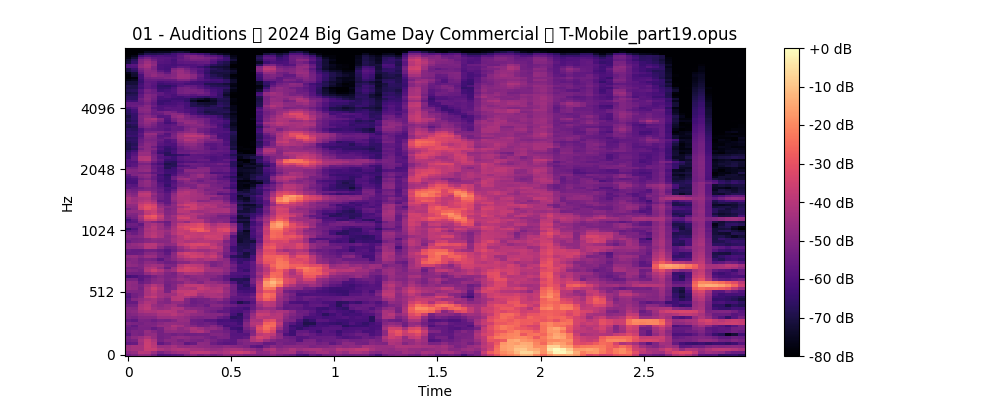 01 - Auditions 2024 Big Game Day Commercial T-Mobile_part19.opus
+0 dB
-10 dB
-20 dB
-30 dB
-40 dB
-50 dB
-60 dB
-70 dB
-80 dB
4096
2048
1024
512
0
Hz
0
0.5
1
1.5
2
2.5
Time